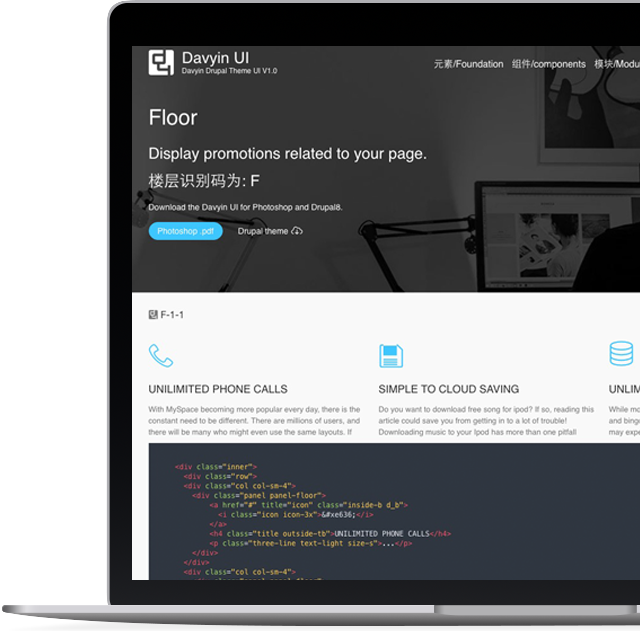 Davyin UI
Davyin Drupal Theme UI V1.0
元素/Foundation 组件/components 模块/Modu
Floor
Display promotions related to your page.
楼层识别码为: F
Download the Davyin UI for Photoshop and Drupal8.
Photoshop .pdf Drupal theme
F-1-1
UNILIMITED PHONE CALLS
With MySpace becoming more popular every day, there is the
constant need to be different. There are millions of users, and
there will be many who might even use the same layouts. If
SIMPLE TO CLOUD SAVING
Do you want to download free song for ipod? If so, reading this
article could save you from getting in to a lot of trouble!
Downloading music to your Ipod has more than one pitfall
UNLIM
While mo
and bingo
may expe
<div class="inner">
<div class="row">
<div class="col col-sm-4">
<div class="panel panel-floor">
<a href="#" title="icon" class="inside-b d_b">
<i class="icon icon-3x">&#xe636;</i>
</a>
<h4 class="title outside-tb">UNILIMITED PHONE CALLS</h4>
<p class="three-line text-light size-s">...</p>
</div>
</div>
<div class="col col-sm-4">